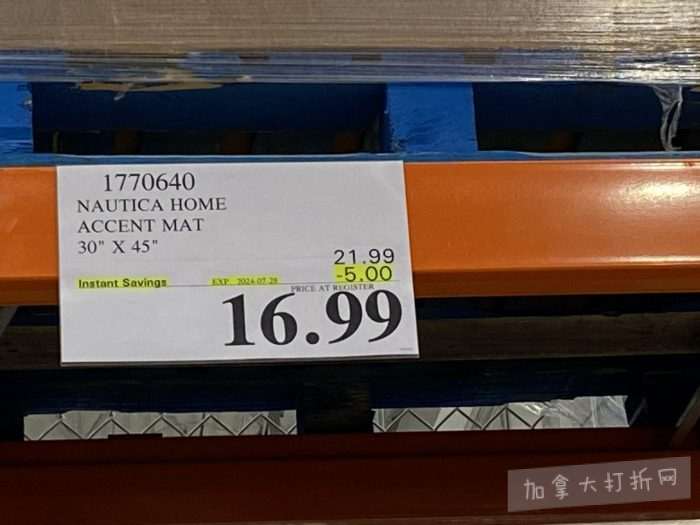 1770640
NAUTICA HOME
ACCENT MAT
30" X 45"
21.99
Instant Savings EXP. 2024-07-28 -5.00
PRICE AT REGISTER
16.99
加拿大打折网